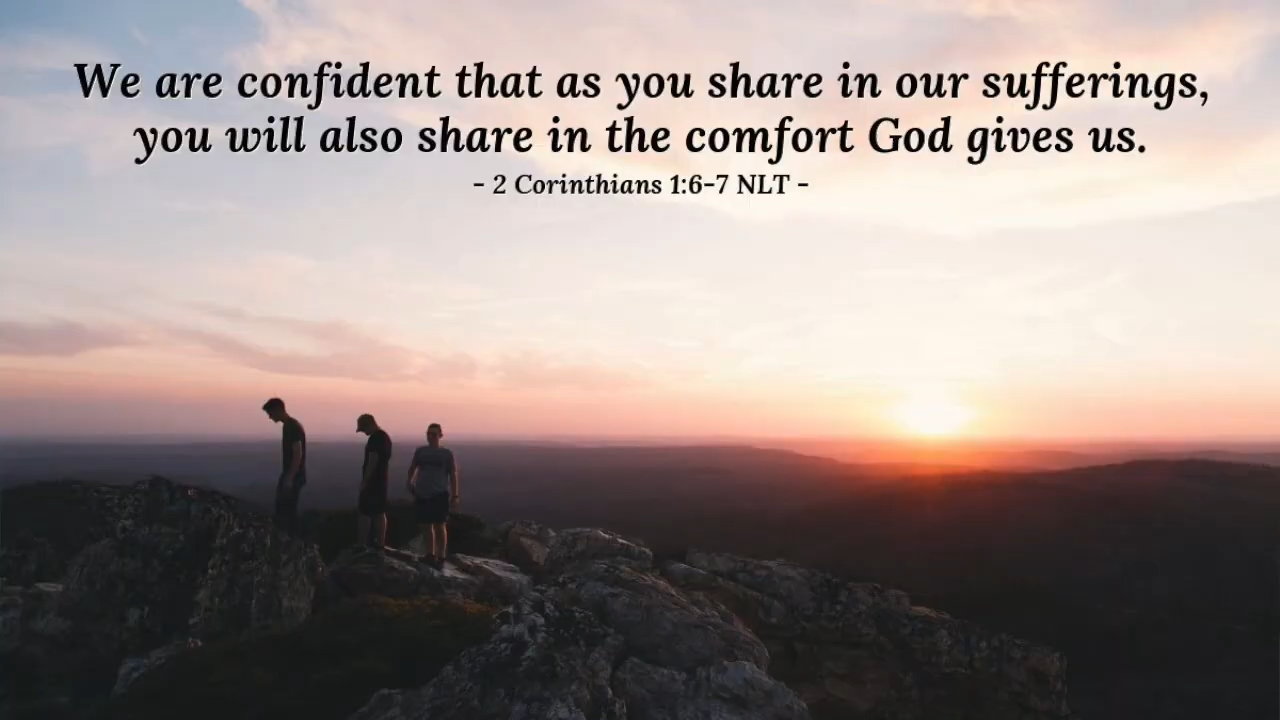 We are confident that as you share in our sufferings,
you will also share in the comfort God gives us.
- 2 Corinthians 1:6-7 NLT -